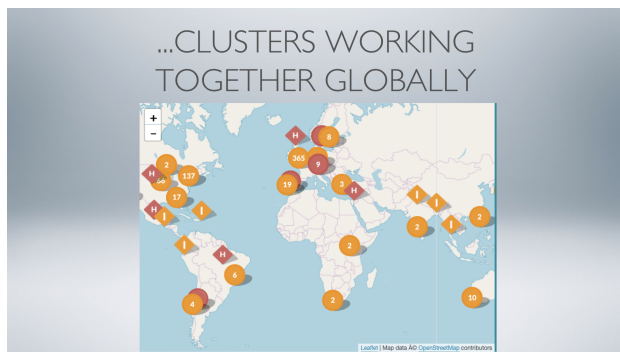 ...CLUSTERS WORKING
TOGETHER GLOBALLY
+
−
H
8
365
9
2
H
137
17
19
3
H
H
I
I
I
I
I
2
2
I
H
2
6
4
2
10
Leaflet | Map data Â© OpenStreetMap contributors